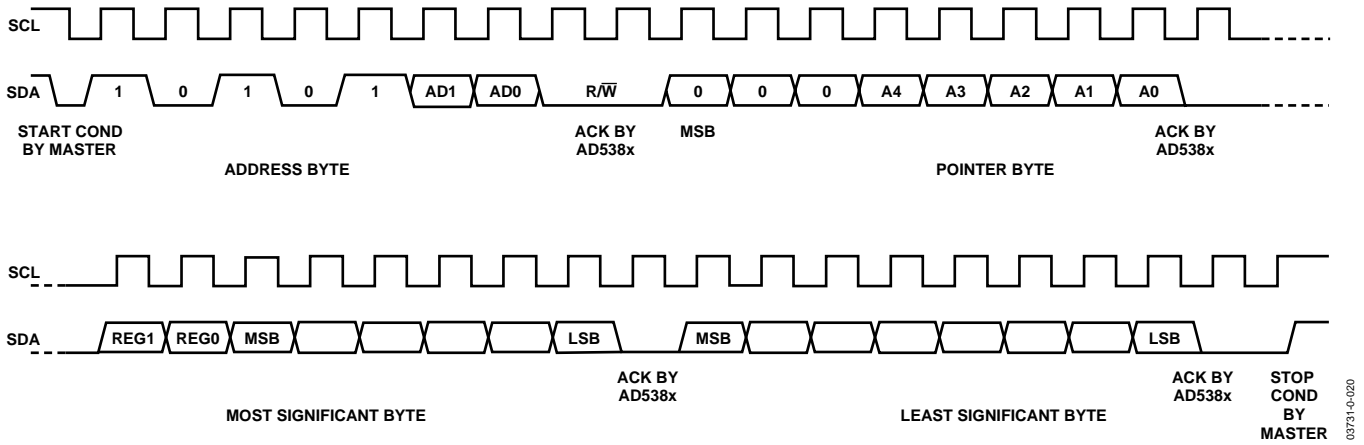 SCL
SDA 1 0 1 0 1 AD1 AD0 R/W̅ 0 0 0 A4 A3 A2 A1 A0
START COND
BY MASTER
ACK BY
AD538x
MSB
ACK BY
AD538x
ADDRESS BYTE
POINTER BYTE
SCL
SDA REG1 REG0 MSB LSB MSB LSB
ACK BY
AD538x
ACK BY
AD538x
STOP
COND
BY
MASTER
MOST SIGNIFICANT BYTE
LEAST SIGNIFICANT BYTE
03731-0-020